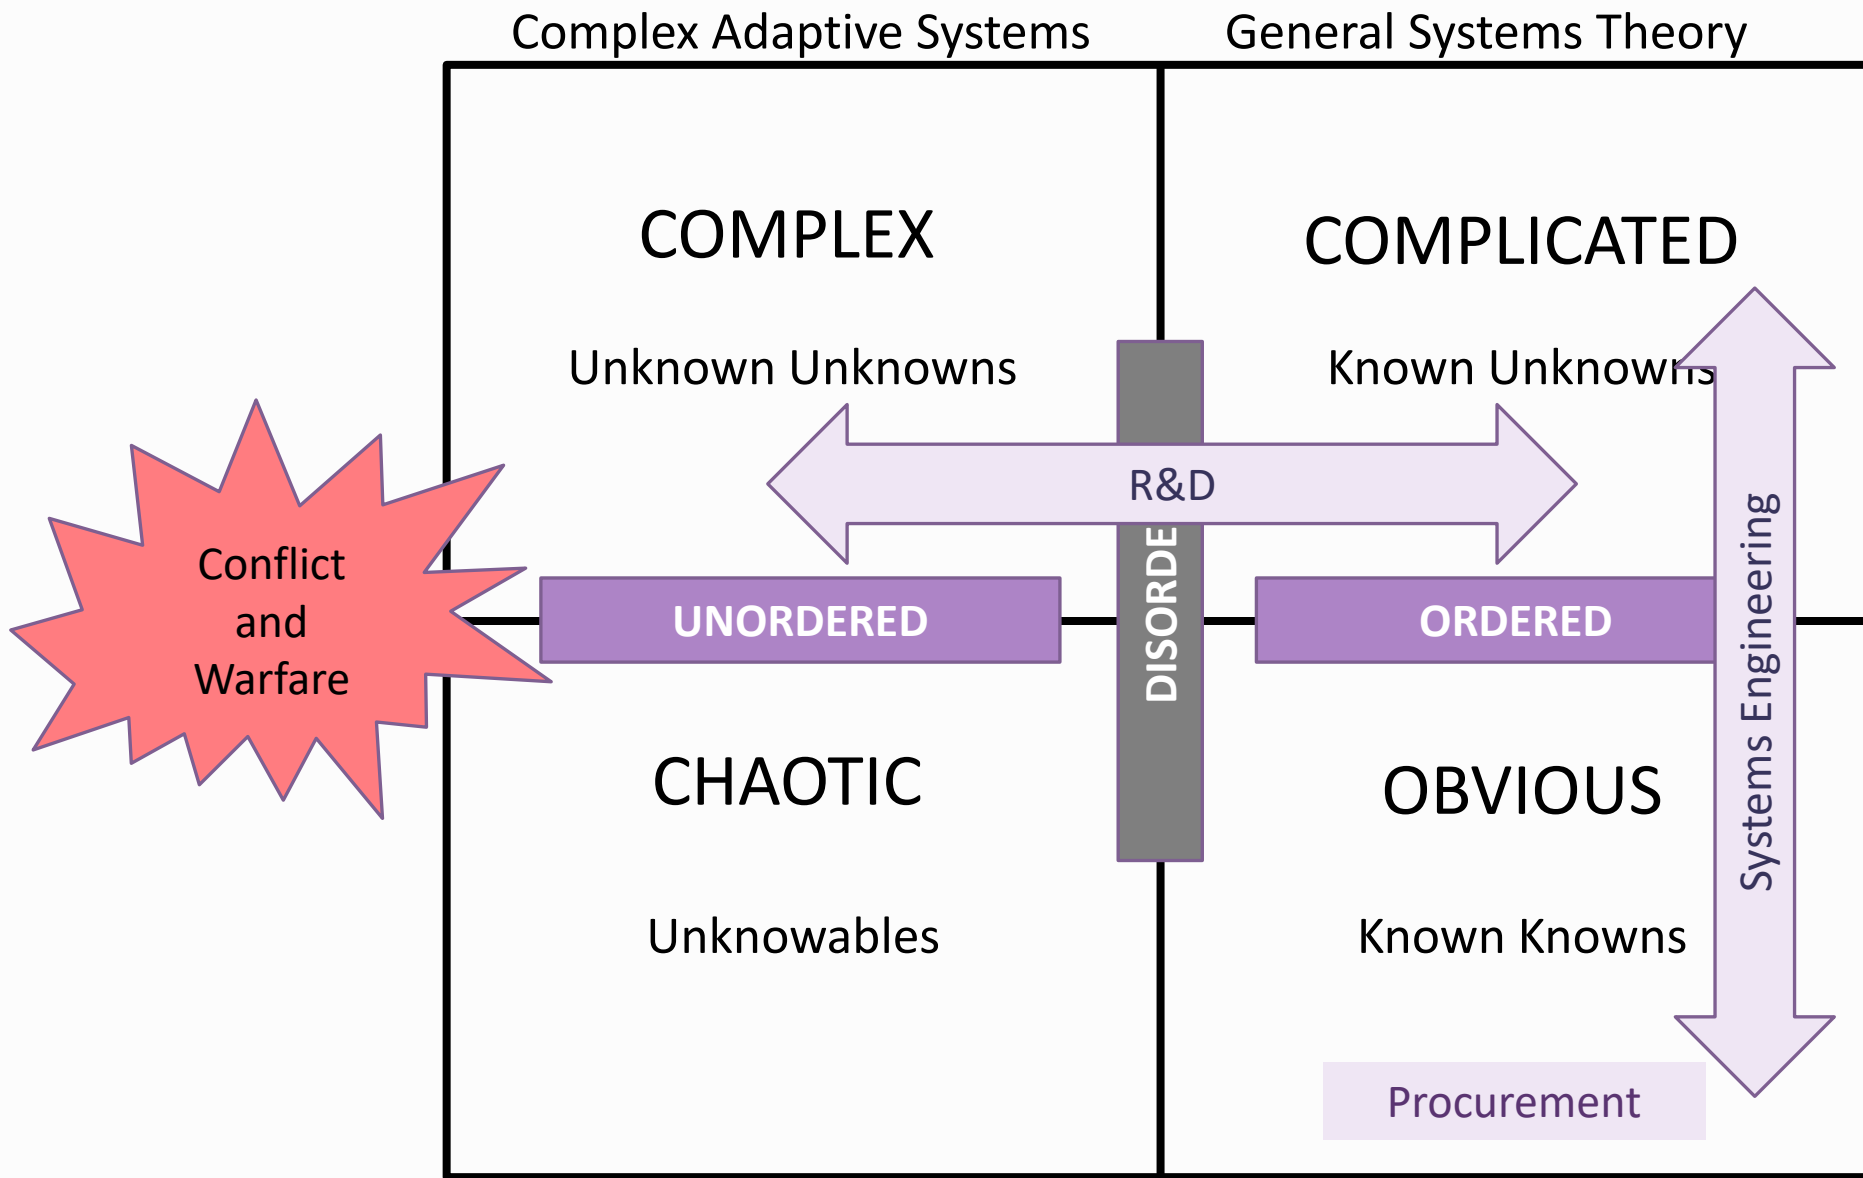 Complex Adaptive Systems
General Systems Theory
COMPLEX
COMPLICATED
Unknown Unknowns
Known Unknowns
R&D
Conflict
and
Warfare
UNORDERED
DISORDE
ORDERED
Systems Engineering
CHAOTIC
OBVIOUS
Unknowables
Known Knowns
Procurement